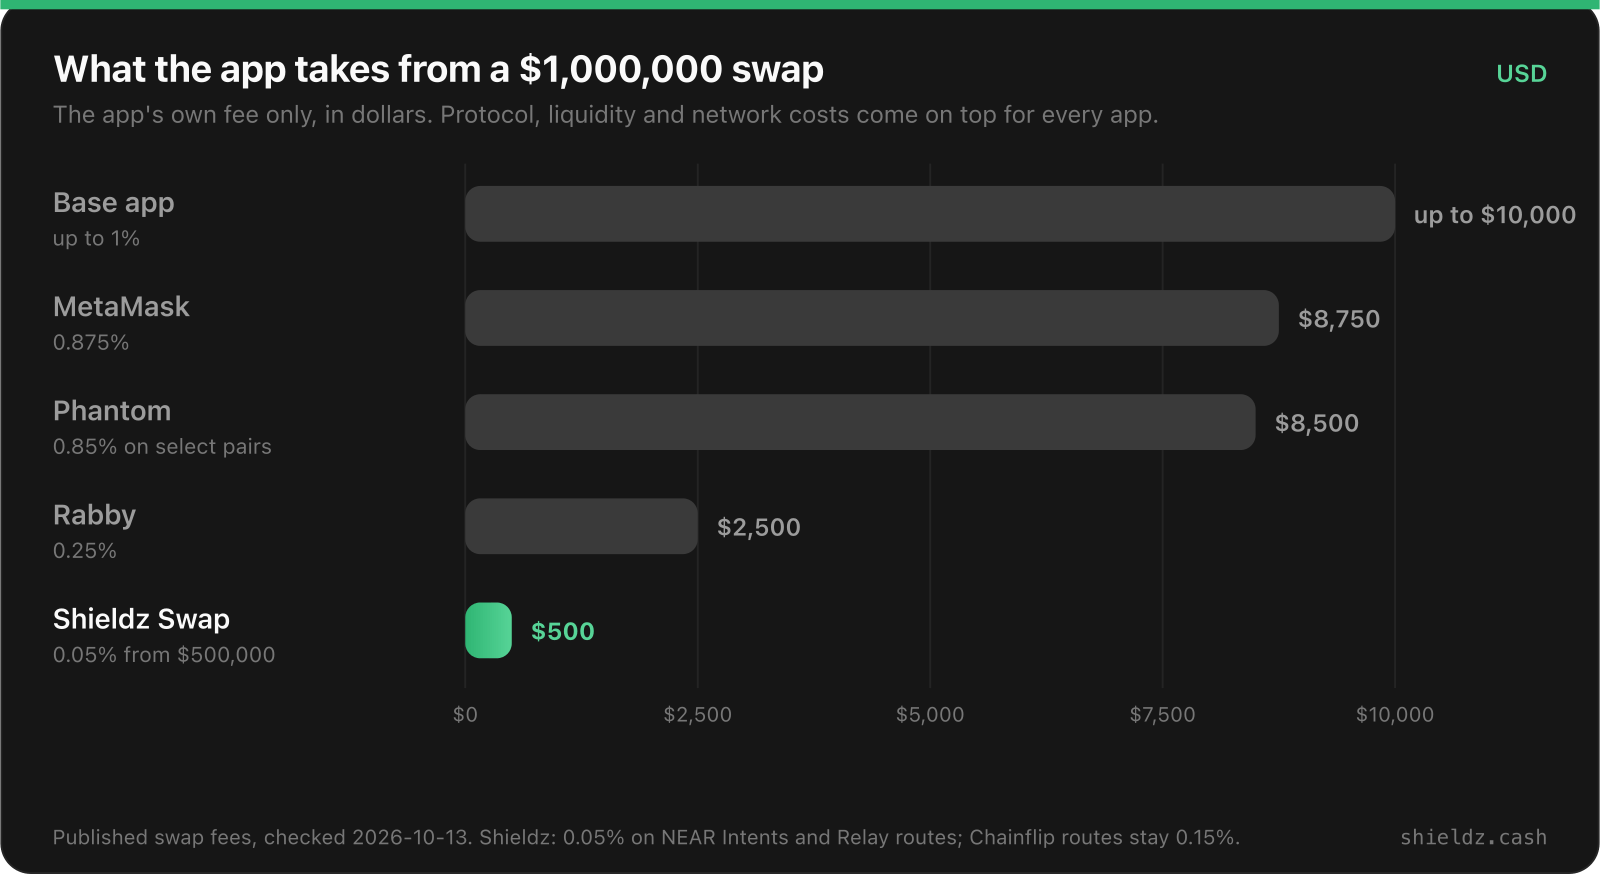 What the app takes from a $1,000,000 swap
USD
The app's own fee only, in dollars. Protocol, liquidity and network costs come on top for every app.
Base app
up to 1%
up to $10,000
MetaMask
0.875%
$8,750
Phantom
0.85% on select pairs
$8,500
Rabby
0.25%
$2,500
Shieldz Swap
0.05% from $500,000
$500
$0
$2,500
$5,000
$7,500
$10,000
Published swap fees, checked 2026-10-13. Shieldz: 0.05% on NEAR Intents and Relay routes; Chainflip routes stay 0.15%.
shieldz.cash